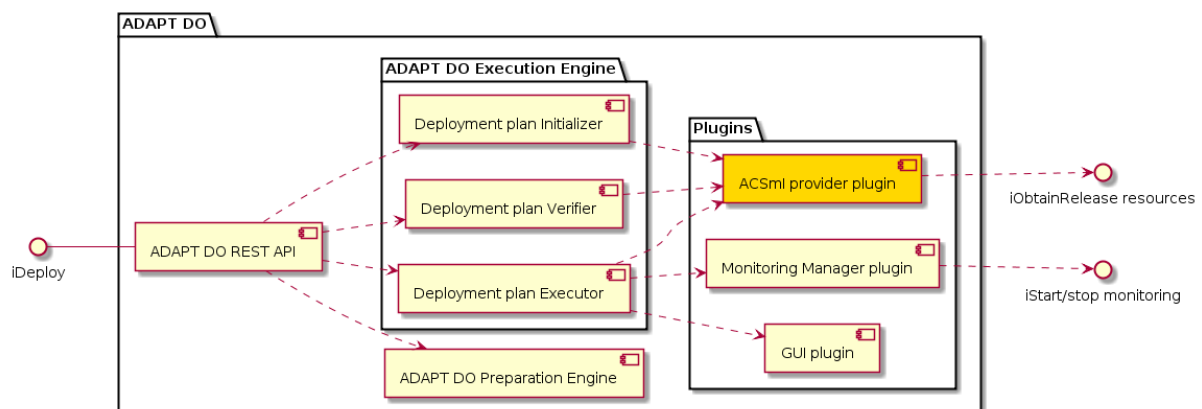 ADAPT DO
ADAPT DO Execution Engine
Deployment plan Initializer
Plugins
ACSmI provider plugin
iObtainRelease resources
Deployment plan Verifier
ADAPT DO REST API
iDeploy
Monitoring Manager plugin
iStart/stop monitoring
Deployment plan Executor
GUI plugin
ADAPT DO Preparation Engine